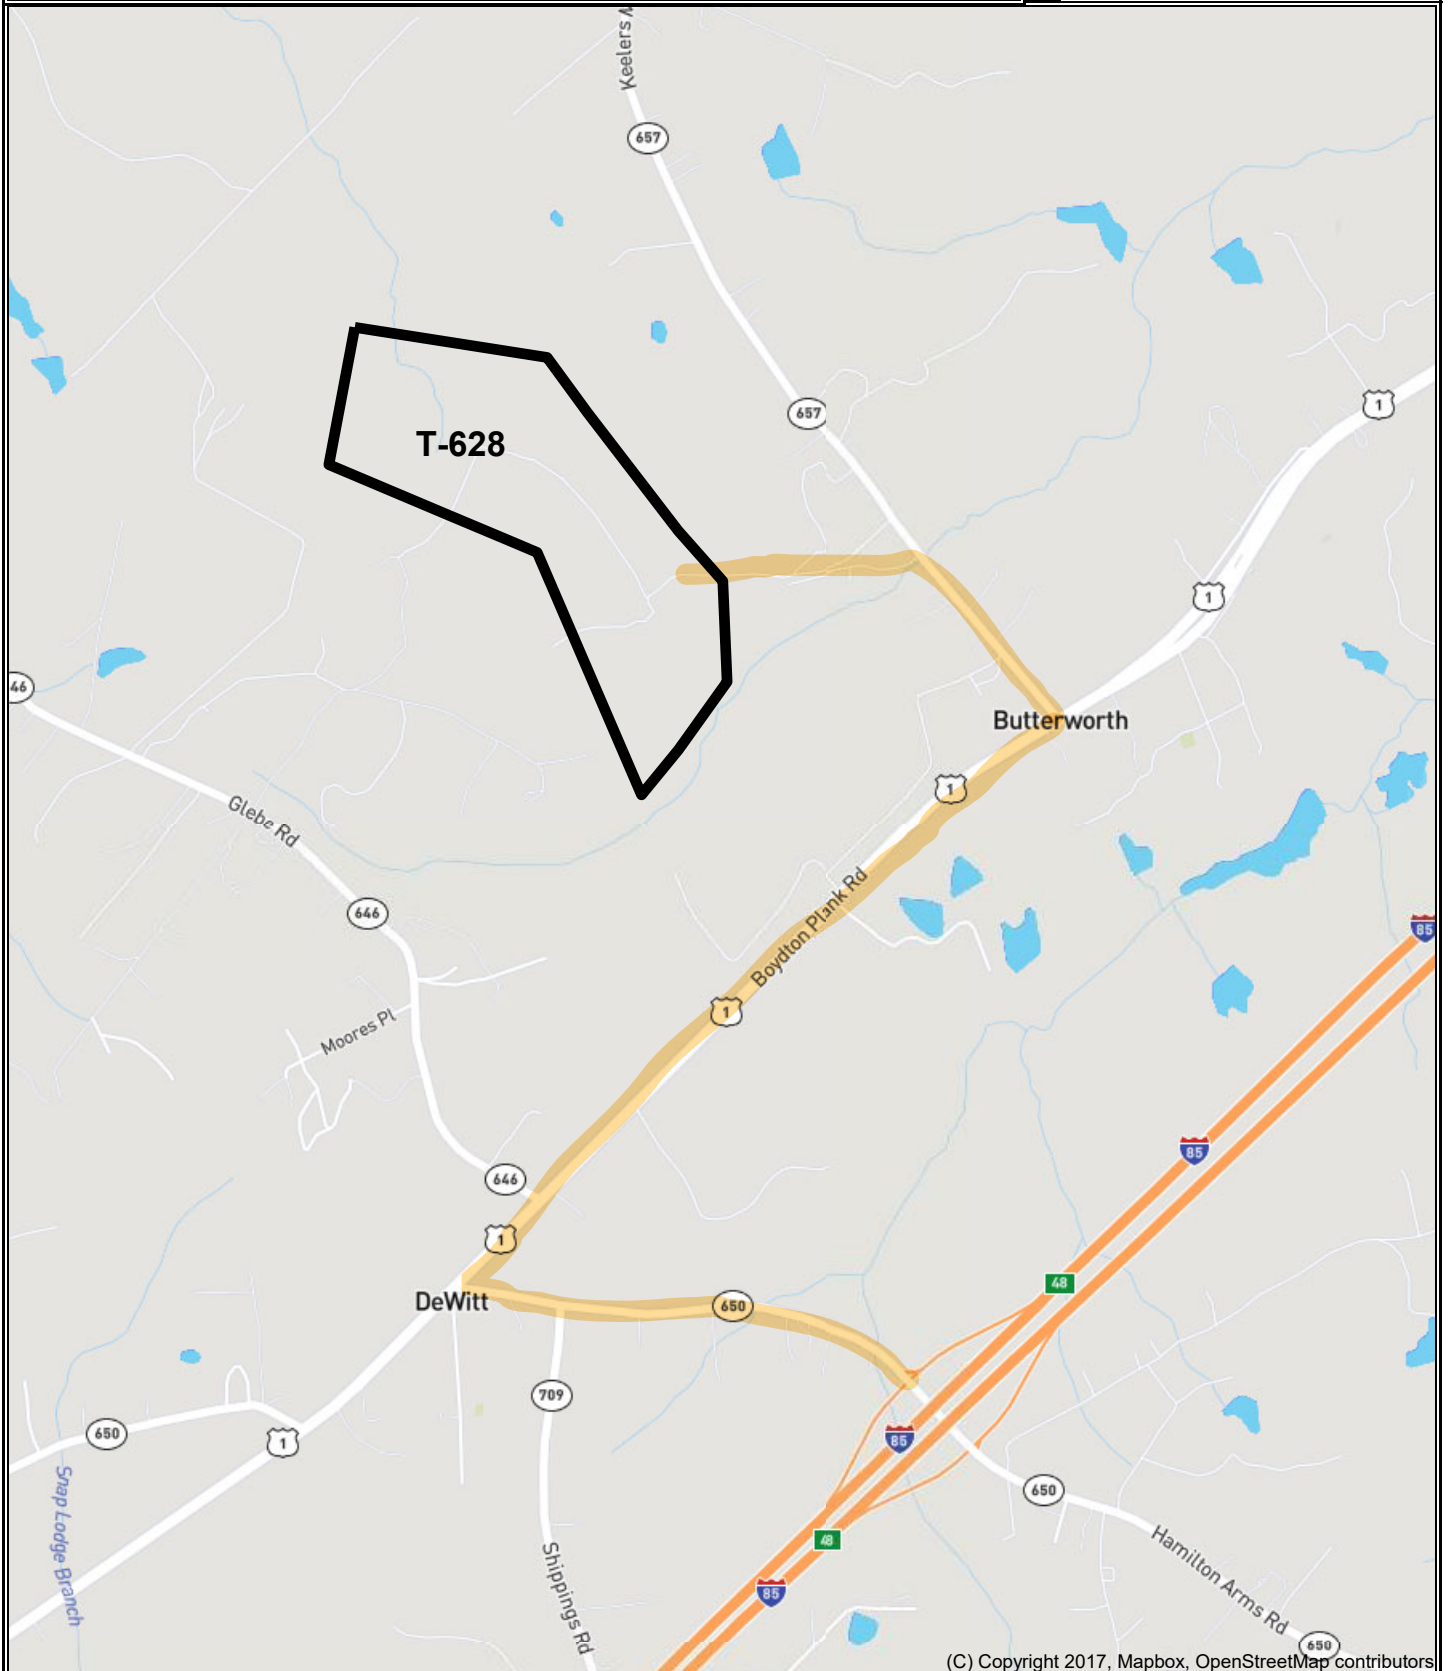 Keelers
657
657
1
T-628
1
46
Butterworth
1
Glebe Rd
Boydton Plank Rd
646
85
1
Moores Pl
85
646
1
48
DeWitt
650
709
650
1
85
650
Snap Lodge Branch
48
Shippings Rd
Hamilton Arms Rd
85
650
(C) Copyright 2017, Mapbox, OpenStreetMap contributors